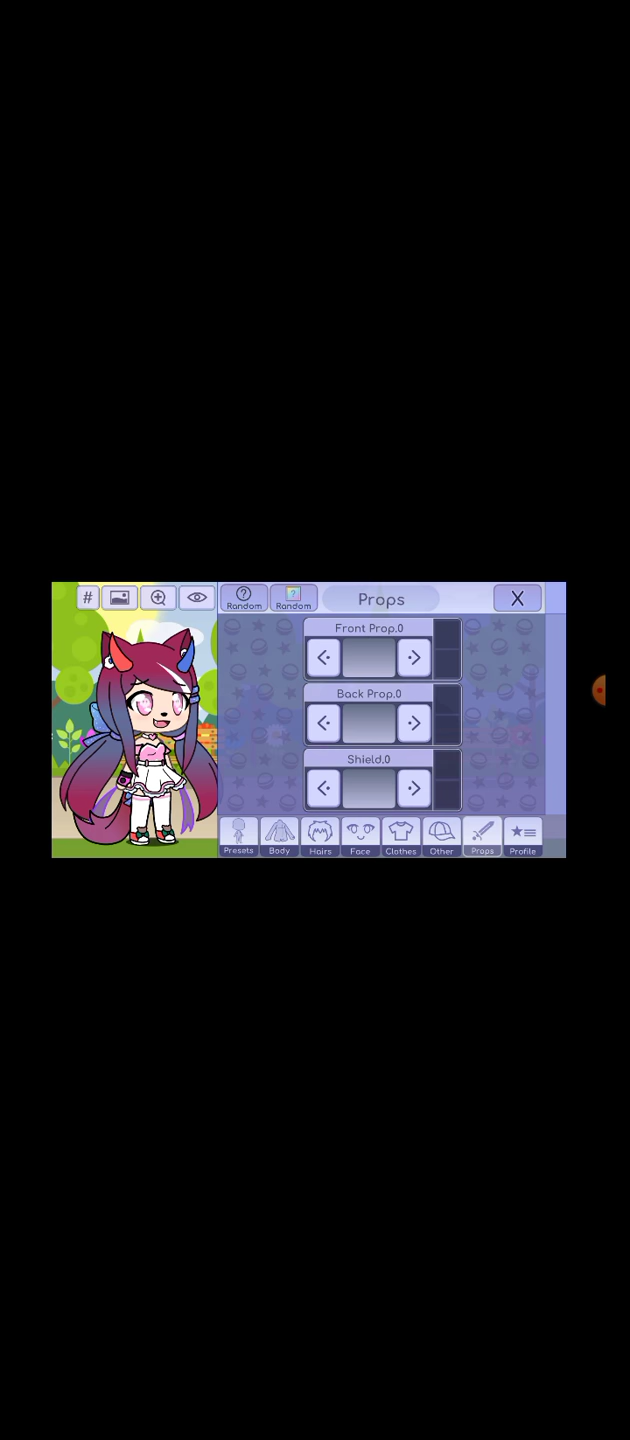 #
Random
Random
Props
X
Front Prop.0
Back Prop.0
Shield.0
Presets
Body
Hairs
Face
Clothes
Other
Props
Profile